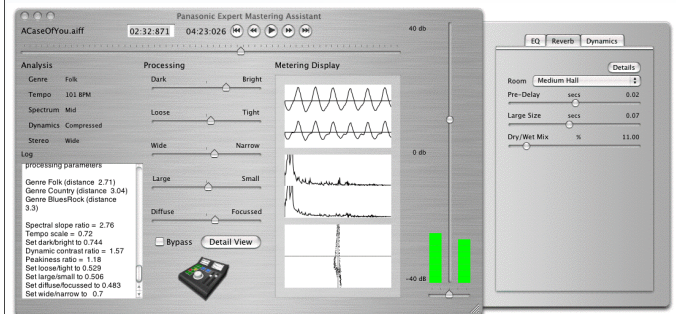 Panasonic Expert Mastering Assistant
ACaseOfYou.aiff
02:32:871
04:23:026
40 db
Analysis
Genre Folk
Tempo 101 BPM
Spectrum Mid
Dynamics Compressed
Stereo Wide
Log
processing parameters
Genre Folk (distance 2.71)
Genre Country (distance 3.04)
Genre BluesRock (distance
3.3)
Spectral slope ratio = 2.76
Tempo scale = 0.72
Set dark/bright to 0.744
Dynamic contrast ratio = 1.57
Peakiness ratio = 1.18
Set loose/tight to 0.529
Set large/small to 0.506
Set diffuse/focussed to 0.483
Set wide/narrow to 0.7
Processing
Dark Bright
Loose Tight
Wide Narrow
Large Small
Diffuse Focussed
Bypass
Detail View
Metering Display
0 db
-40 dB
EQ Reverb Dynamics
Details
Room Medium Hall
Pre-Delay secs 0.02
Large Size secs 0.07
Dry/Wet Mix % 11.00